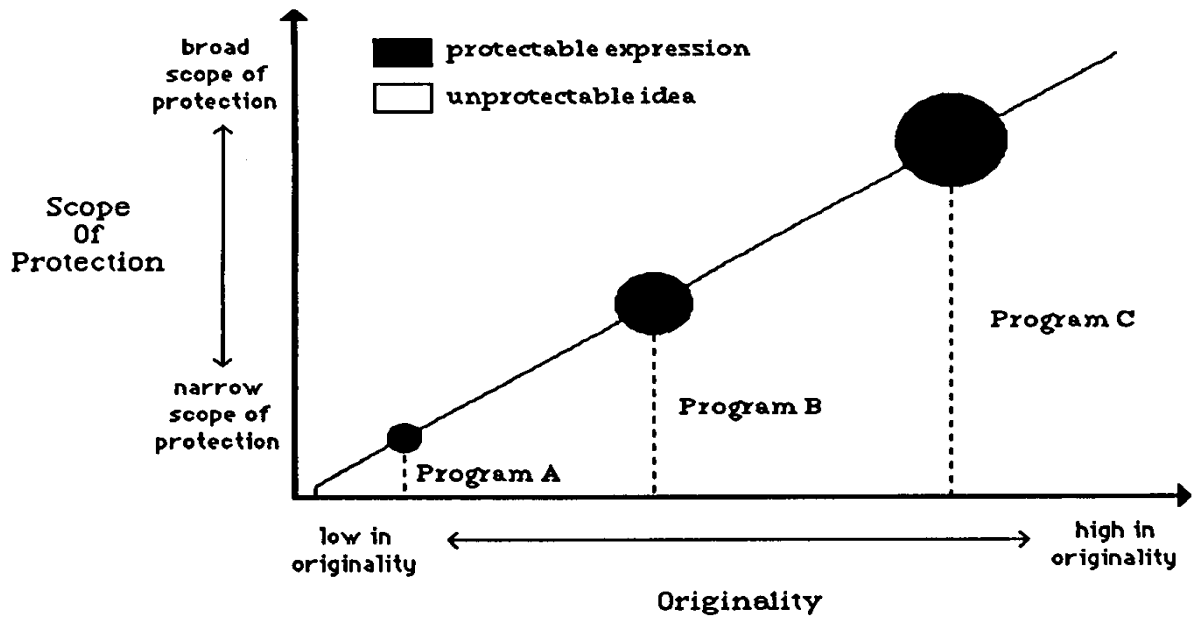 broad
scope of
protection
protectable expression
unprotectable idea
Scope
Of
Protection
narrow
scope of
protection
Program A
Program B
Program C
low in
originality
high in
originality
Originality